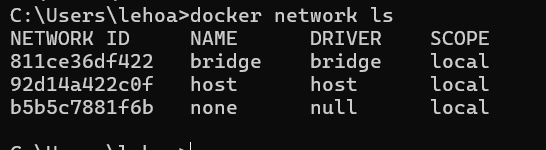 C:\Users\lehoa>docker network ls
NETWORK ID     NAME      DRIVER    SCOPE
811ce36df422   bridge    bridge    local
92d14a422c0f   host      host      local
b5b5c7881f6b   none      null      local
C:\Users\lehoa>